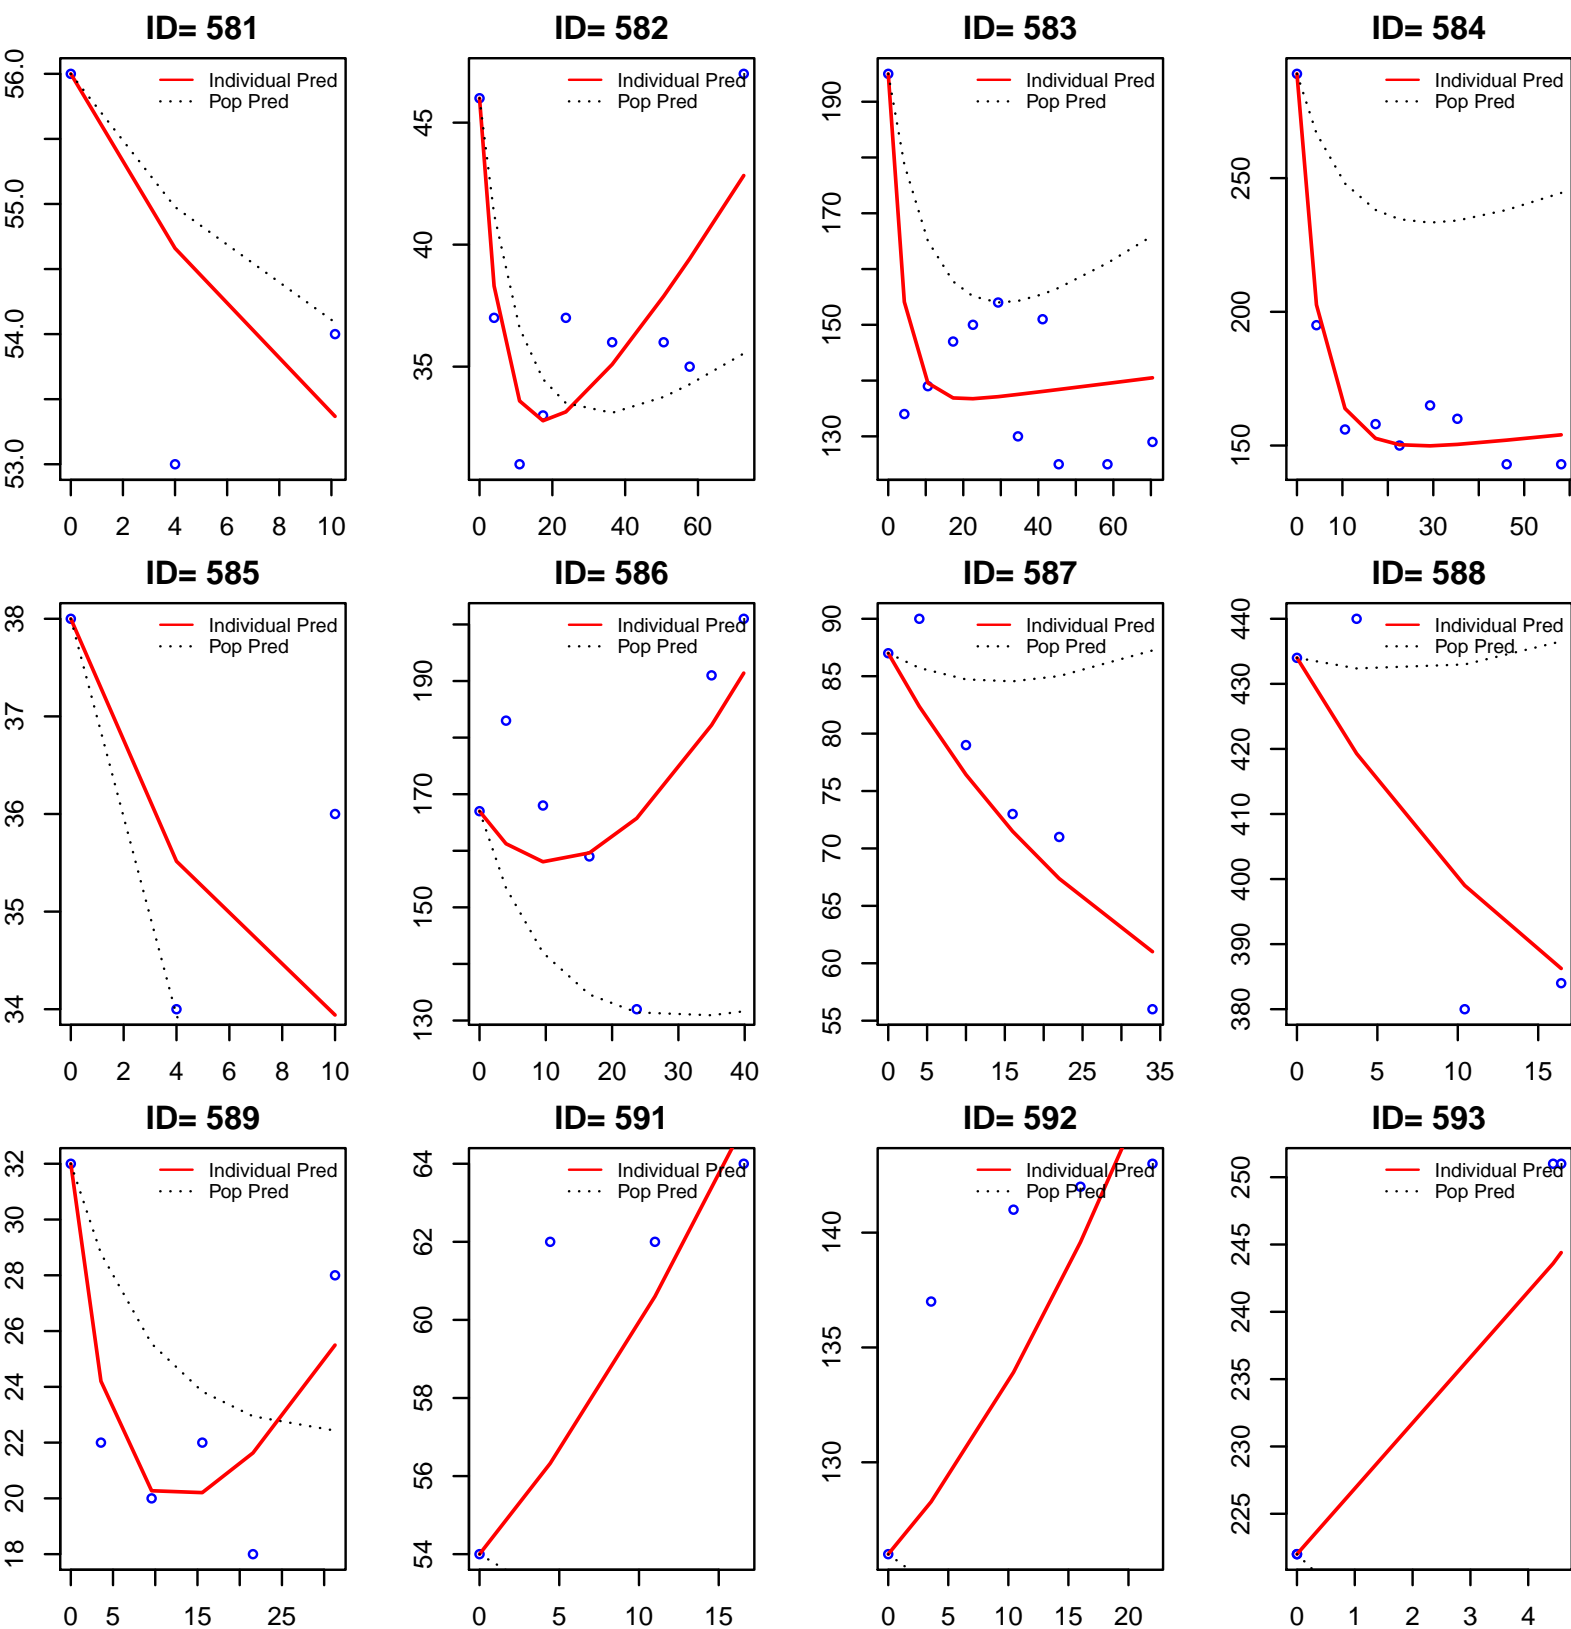 ID= 581
Individual Pred
Pop Pred
53.0 54.0 55.0 56.0
0 2 4 6 8 10
ID= 582
Individual Pred
Pop Pred
35 40 45
0 20 40 60
ID= 583
Individual Pred
Pop Pred
130 150 170 190
0 20 40 60
ID= 584
Individual Pred
Pop Pred
150 200 250
0 10 30 50
ID= 585
Individual Pred
Pop Pred
34 35 36 37 38
0 2 4 6 8 10
ID= 586
Individual Pred
Pop Pred
130 150 170 190
0 10 20 30 40
ID= 587
Individual Pred
Pop Pred
55 60 65 70 75 80 85 90
0 5 15 25 35
ID= 588
Individual Pred
Pop Pred
380 390 400 410 420 430 440
0 5 10 15
ID= 589
Individual Pred
Pop Pred
18 20 22 24 26 28 30 32
0 5 15 25
ID= 591
Individual Pred
Pop Pred
54 56 58 60 62 64
0 5 10 15
ID= 592
Individual Pred
Pop Pred
130 135 140
0 5 10 15 20
ID= 593
Individual Pred
Pop Pred
225 230 235 240 245 250
0 1 2 3 4